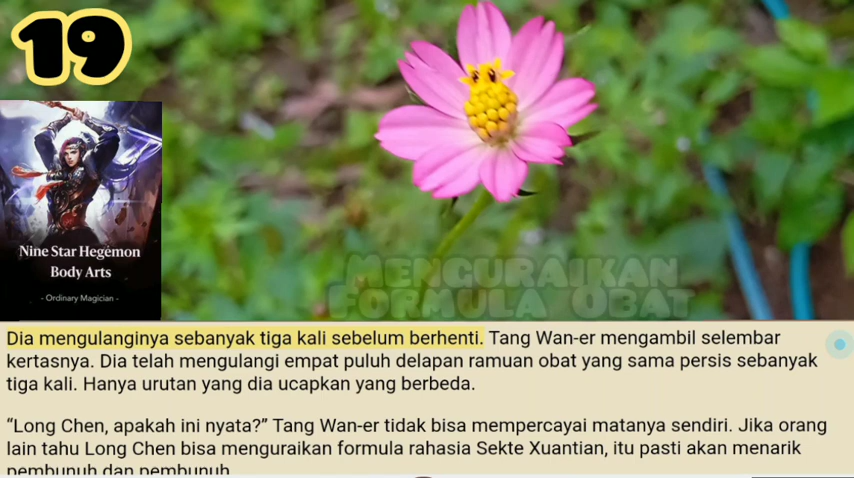 19
Nine Star Hegemon
Body Arts
- Ordinary Magician -
MENGURAIKAN
FORMULA OBAT
Dia mengulanginya sebanyak tiga kali sebelum berhenti. Tang Wan-er mengambil selembar
kertasnya. Dia telah mengulangi empat puluh delapan ramuan obat yang sama persis sebanyak
tiga kali. Hanya urutan yang dia ucapkan yang berbeda.
“Long Chen, apakah ini nyata?” Tang Wan-er tidak bisa mempercayai matanya sendiri. Jika orang
lain tahu Long Chen bisa menguraikan formula rahasia Sekte Xuantian, itu pasti akan menarik
pembunuh dan pembunuh